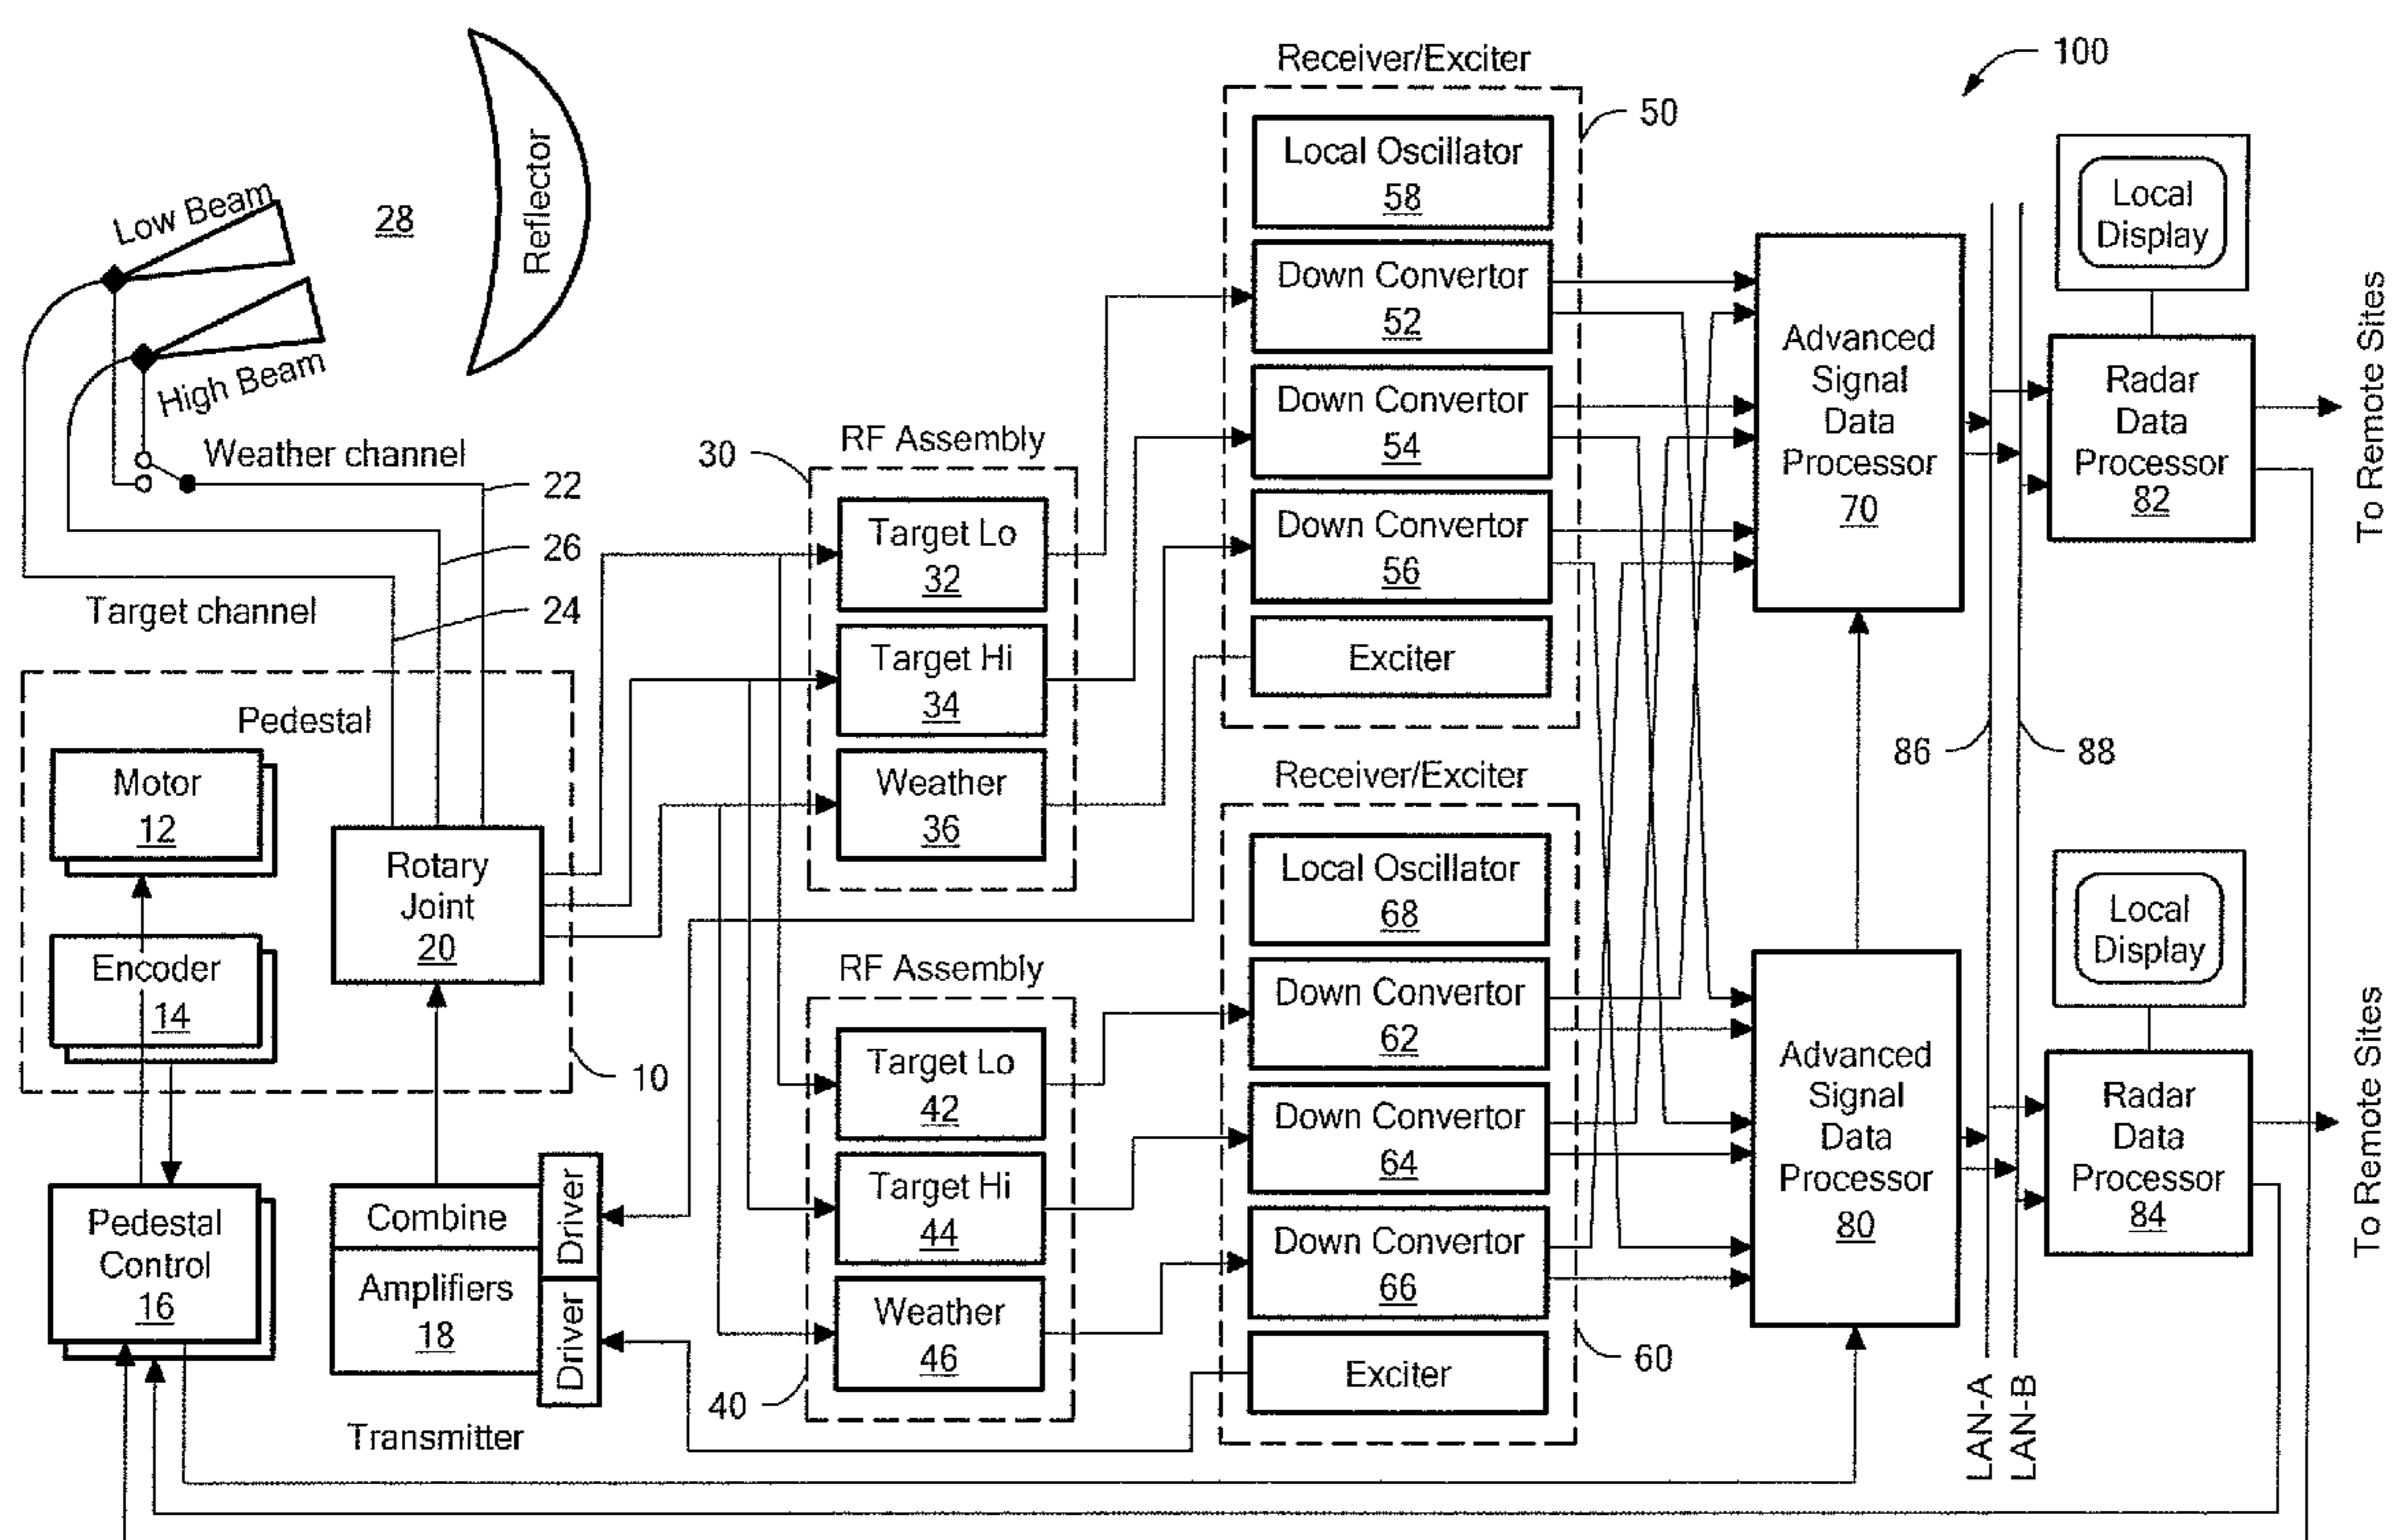 Low Beam
28
Reflector
High Beam
Weather channel
22
26
24
Target channel
Pedestal
Motor
12
Encoder
14
Rotary
Joint
20
10
Pedestal
Control
16
Combine
Amplifiers
18
Driver
Driver
Transmitter
RF Assembly
30
Target Lo
32
Target Hi
34
Weather
36
RF Assembly
Target Lo
42
Target Hi
44
Weather
46
40
Receiver/Exciter
50
Local Oscillator
58
Down Convertor
52
Down Convertor
54
Down Convertor
56
Exciter
Receiver/Exciter
Local Oscillator
68
Down Convertor
62
Down Convertor
64
Down Convertor
66
Exciter
60
100
Advanced
Signal
Data
Processor
70
Advanced
Signal
Data
Processor
80
86
88
LAN-A
LAN-B
Local
Display
Radar
Data
Processor
82
To Remote Sites
Local
Display
Radar
Data
Processor
84
To Remote Sites